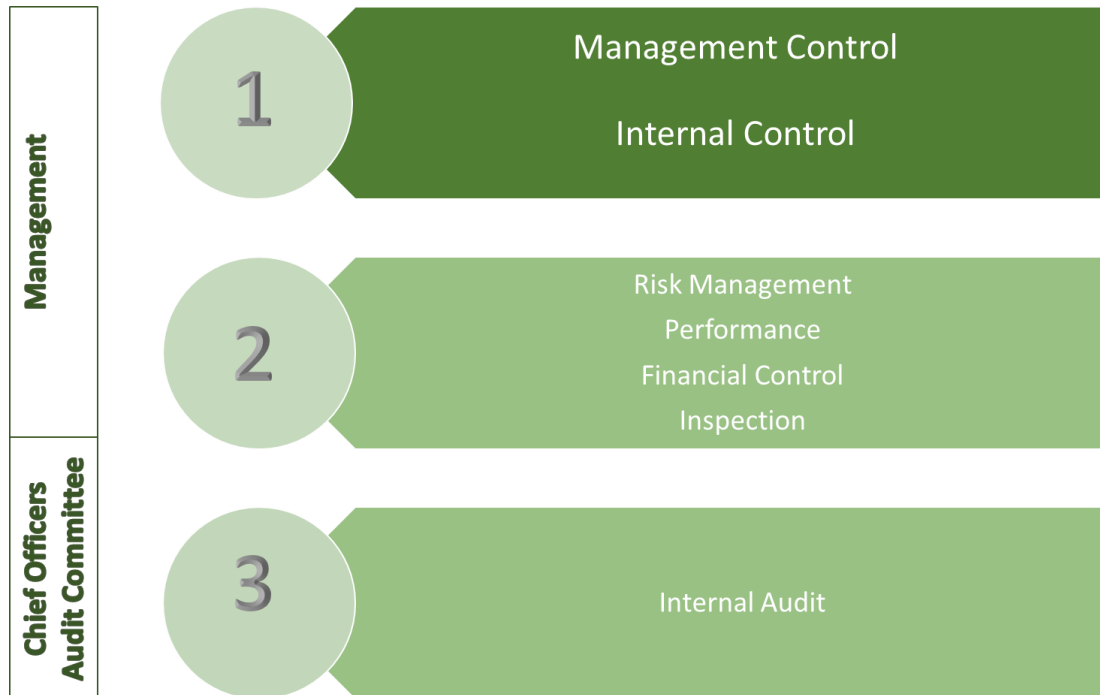 Management
1
Management Control
Internal Control
2
Risk Management
Performance
Financial Control
Inspection
Chief Officers
Audit Committee
3
Internal Audit